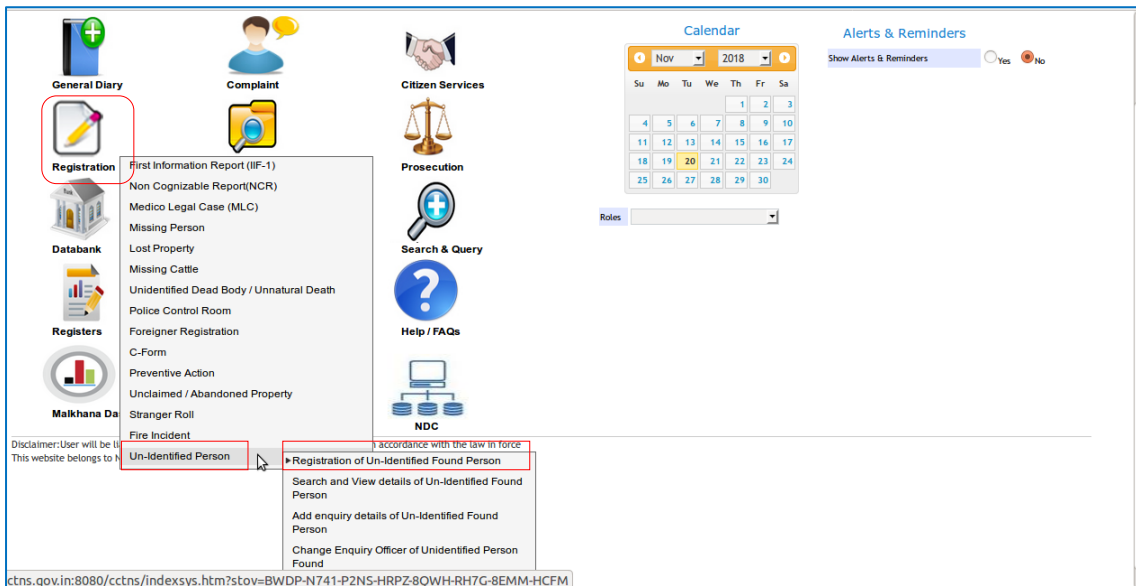 General Diary
Complaint
Citizen Services
Registration
Prosecution
Databank
Search & Query
Registers
Help / FAQs
Malkhana Da
NDC
First Information Report (IIF-1)
Non Cognizable Report(NCR)
Medico Legal Case (MLC)
Missing Person
Lost Property
Missing Cattle
Unidentified Dead Body / Unnatural Death
Police Control Room
Foreigner Registration
C-Form
Preventive Action
Unclaimed / Abandoned Property
Stranger Roll
Fire Incident
Un-Identified Person
Registration of Un-Identified Found Person
Search and View details of Un-Identified Found
Person
Add enquiry details of Un-Identified Found
Person
Change Enquiry Officer of Unidentified Person
Found
Calendar
Nov 2018
Su Mo Tu We Th Fr Sa
1 2 3
4 5 6 7 8 9 10
11 12 13 14 15 16 17
18 19 20 21 22 23 24
25 26 27 28 29 30
Roles
Alerts & Reminders
Show Alerts & Reminders Yes No
Disclaimer:User will be accordance with the law in force
This website belongs to
ctns.gov.in:8080/cctns/indexsys.htm?stov=BWDP-N741-P2NS-HRPZ-8QWH-RH7G-8EMM-HCFM